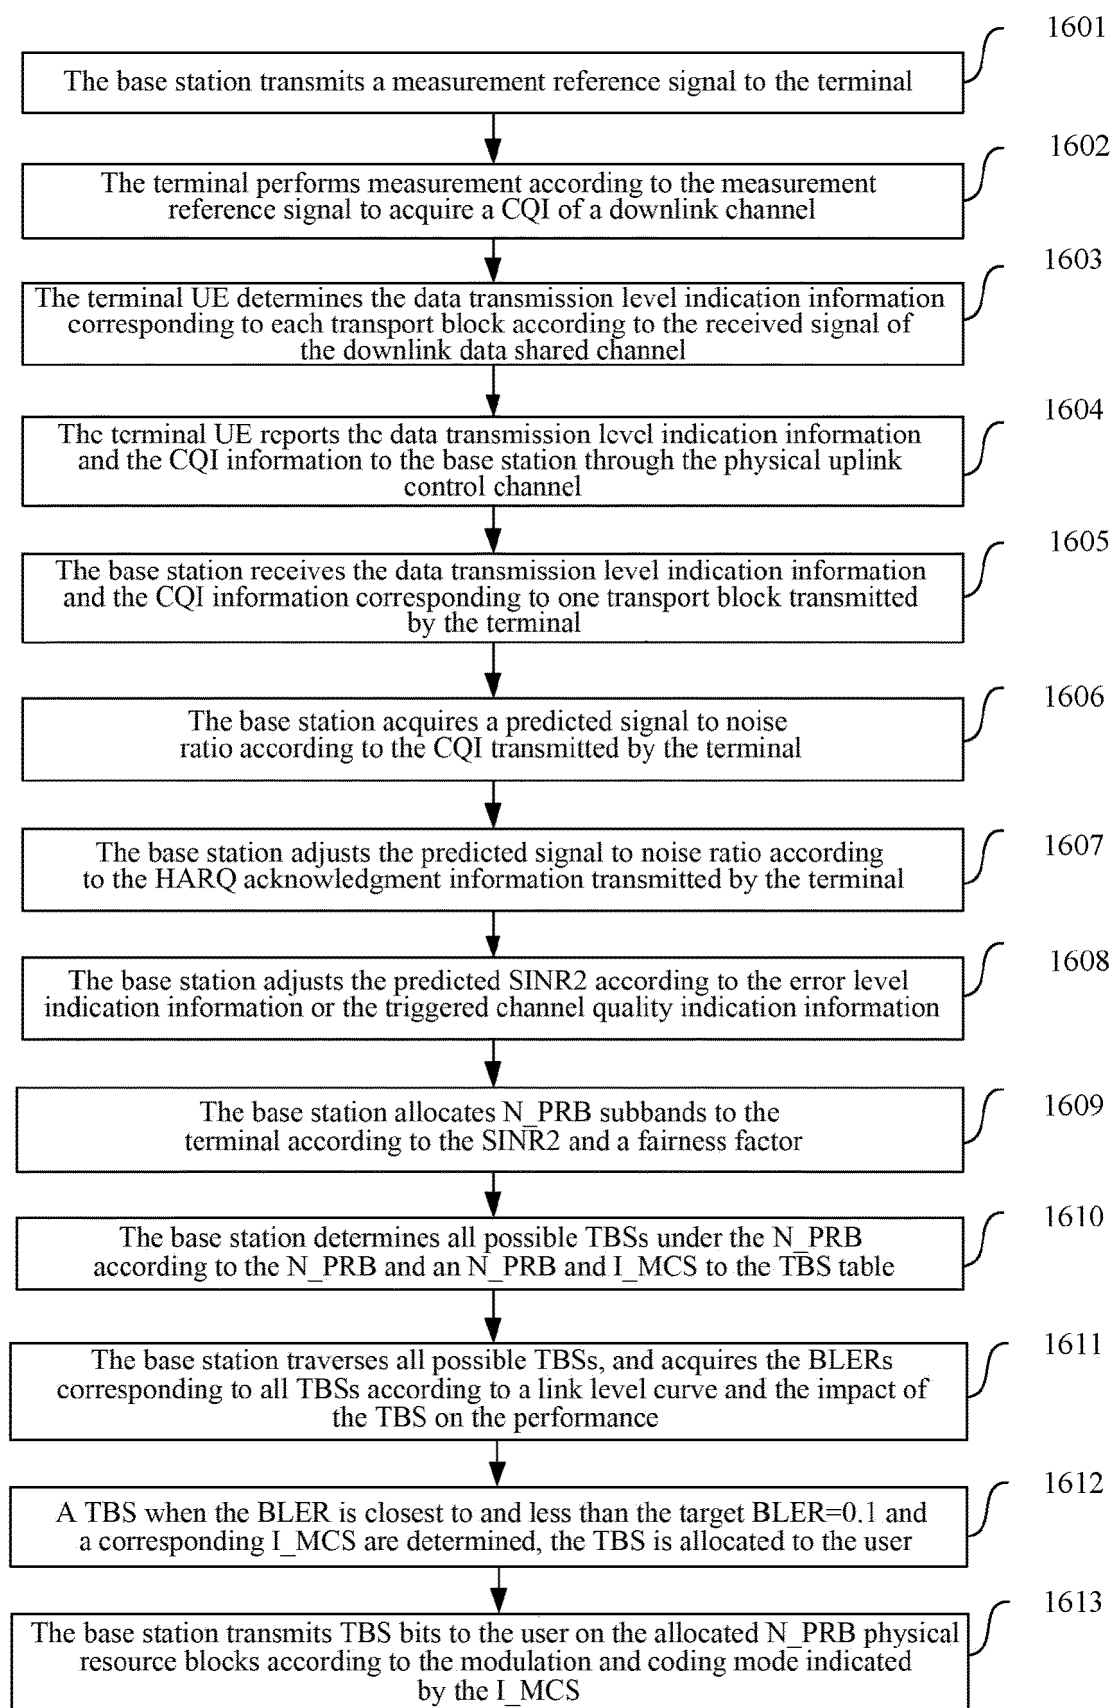 1601
The base station transmits a measurement reference signal to the terminal
1602
The terminal performs measurement according to the measurement
reference signal to acquire a CQI of a downlink channel
1603
The terminal UE determines the data transmission level indication information
corresponding to each transport block according to the received signal of
the downlink data shared channel
1604
The terminal UE reports the data transmission level indication information
and the CQI information to the base station through the physical uplink
control channel
1605
The base station receives the data transmission level indication information
and the CQI information corresponding to one transport block transmitted
by the terminal
1606
The base station acquires a predicted signal to noise
ratio according to the CQI transmitted by the terminal
1607
The base station adjusts the predicted signal to noise ratio according
to the HARQ acknowledgment information transmitted by the terminal
1608
The base station adjusts the predicted SINR2 according to the error level
indication information or the triggered channel quality indication information
1609
The base station allocates N_PRB subbands to the
terminal according to the SINR2 and a fairness factor
1610
The base station determines all possible TBSs under the N_PRB
according to the N_PRB and an N_PRB and I_MCS to the TBS table
1611
The base station traverses all possible TBSs, and acquires the BLERs
corresponding to all TBSs according to a link level curve and the impact of
the TBS on the performance
1612
A TBS when the BLER is closest to and less than the target BLER=0.1 and
a corresponding I_MCS are determined, the TBS is allocated to the user
1613
The base station transmits TBS bits to the user on the allocated N_PRB physical
resource blocks according to the modulation and coding mode indicated
by the I_MCS